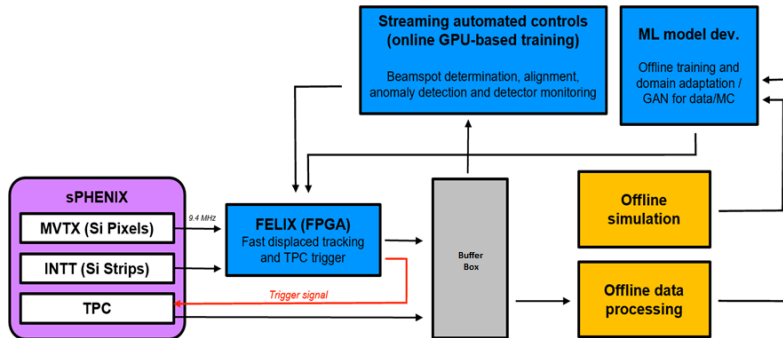 Streaming automated controls
(online GPU-based training)
Beamspot determination, alignment,
anomaly detection and detector monitoring
ML model dev.
Offline training and
domain adaptation /
GAN for data/MC
sPHENIX
MVTX (Si Pixels)
INTT (Si Strips)
TPC
9.4 MHz
FELIX (FPGA)
Fast displaced tracking
and TPC trigger
Trigger signal
Buffer
Box
Offline
simulation
Offline data
processing